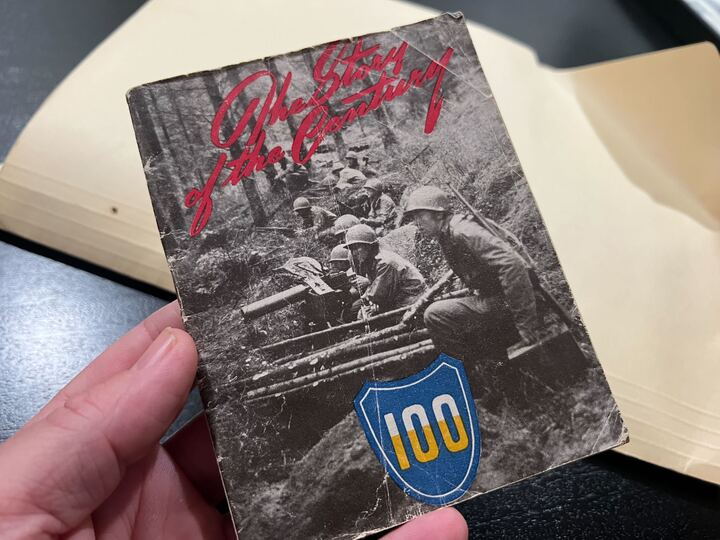 The Story
of the Century
100